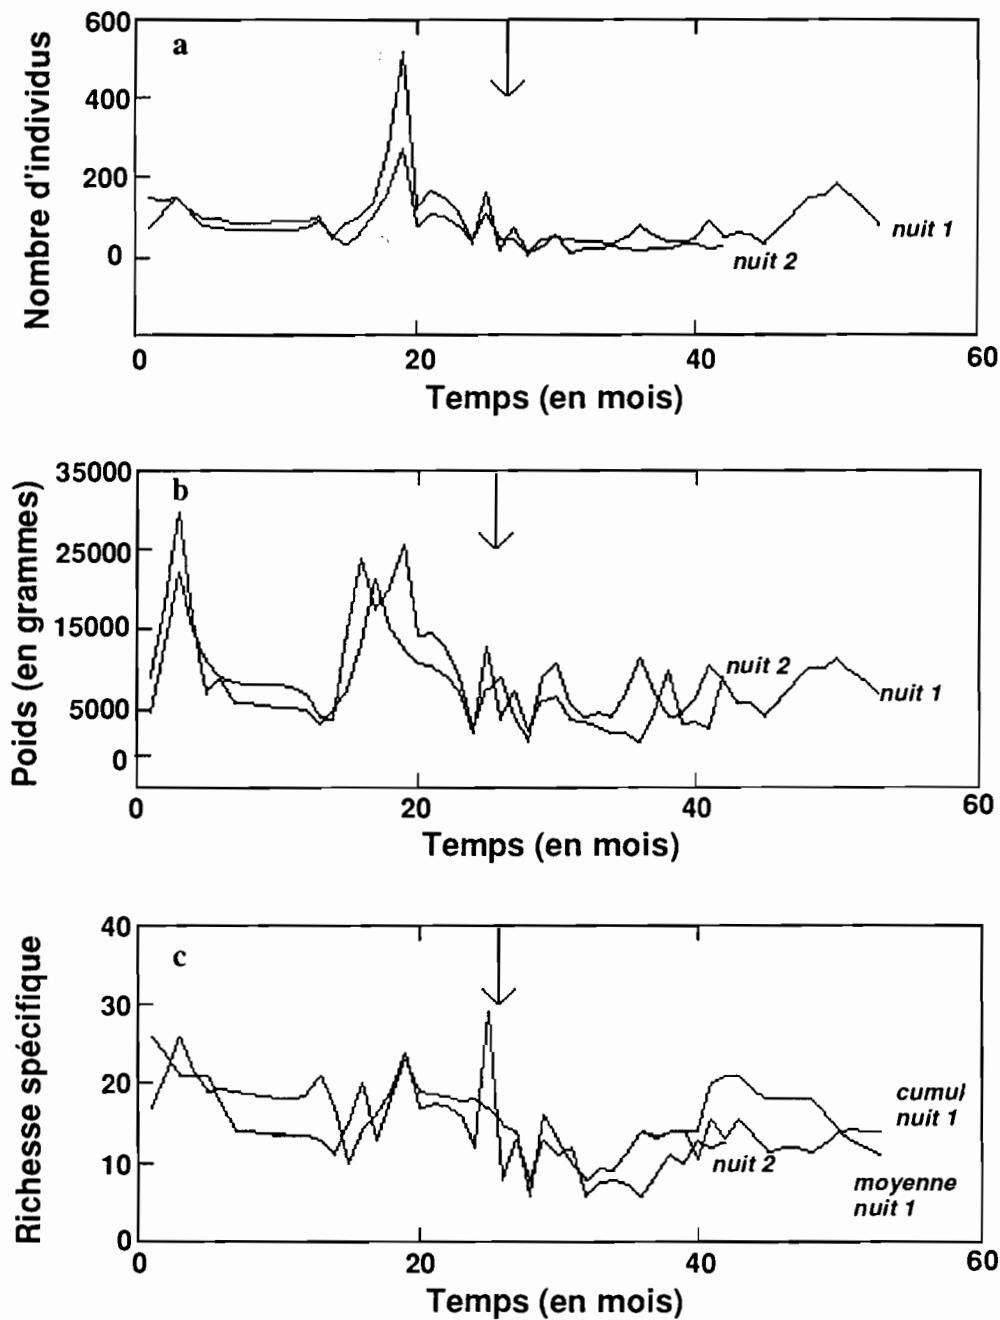 a
Nombre d'individus
600
400
200
0
nuit 1
nuit 2
0 20 40 60
Temps (en mois)
b
Poids (en grammes)
35000
25000
15000
5000
0
nuit 2
nuit 1
0 20 40 60
Temps (en mois)
c
Richesse spécifique
40
30
20
10
0
cumul
nuit 1
nuit 2
moyenne
nuit 1
0 20 40 60
Temps (en mois)